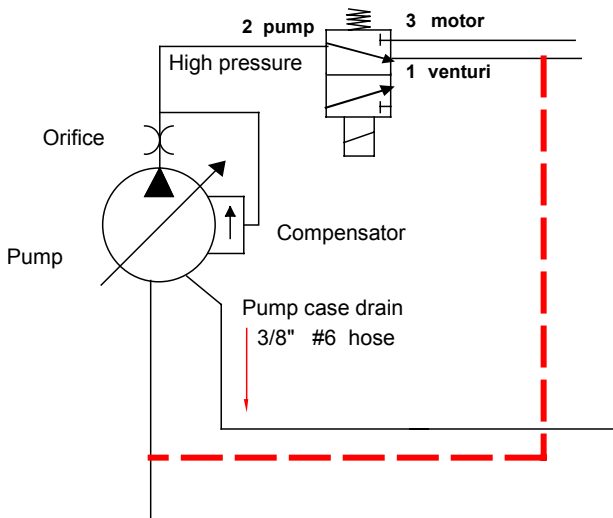 2 pump
3 motor
High pressure
1 venturi
Orifice
Compensator
Pump
Pump case drain
3/8" #6 hose